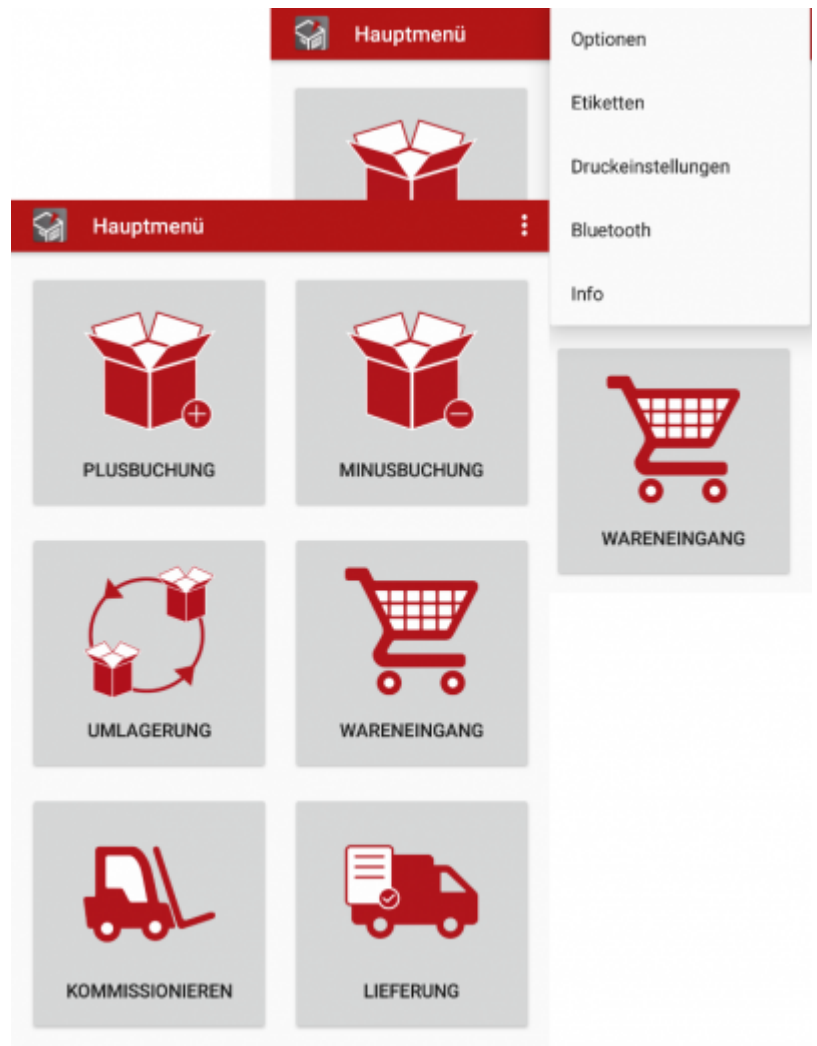 Hauptmenü
Optionen
Etiketten
Druckeinstellungen
Bluetooth
Info
WARENEINGANG
Hauptmenü
PLUSBUCHUNG
MINUSBUCHUNG
UMLAGERUNG
WARENEINGANG
KOMMISSIONIEREN
LIEFERUNG